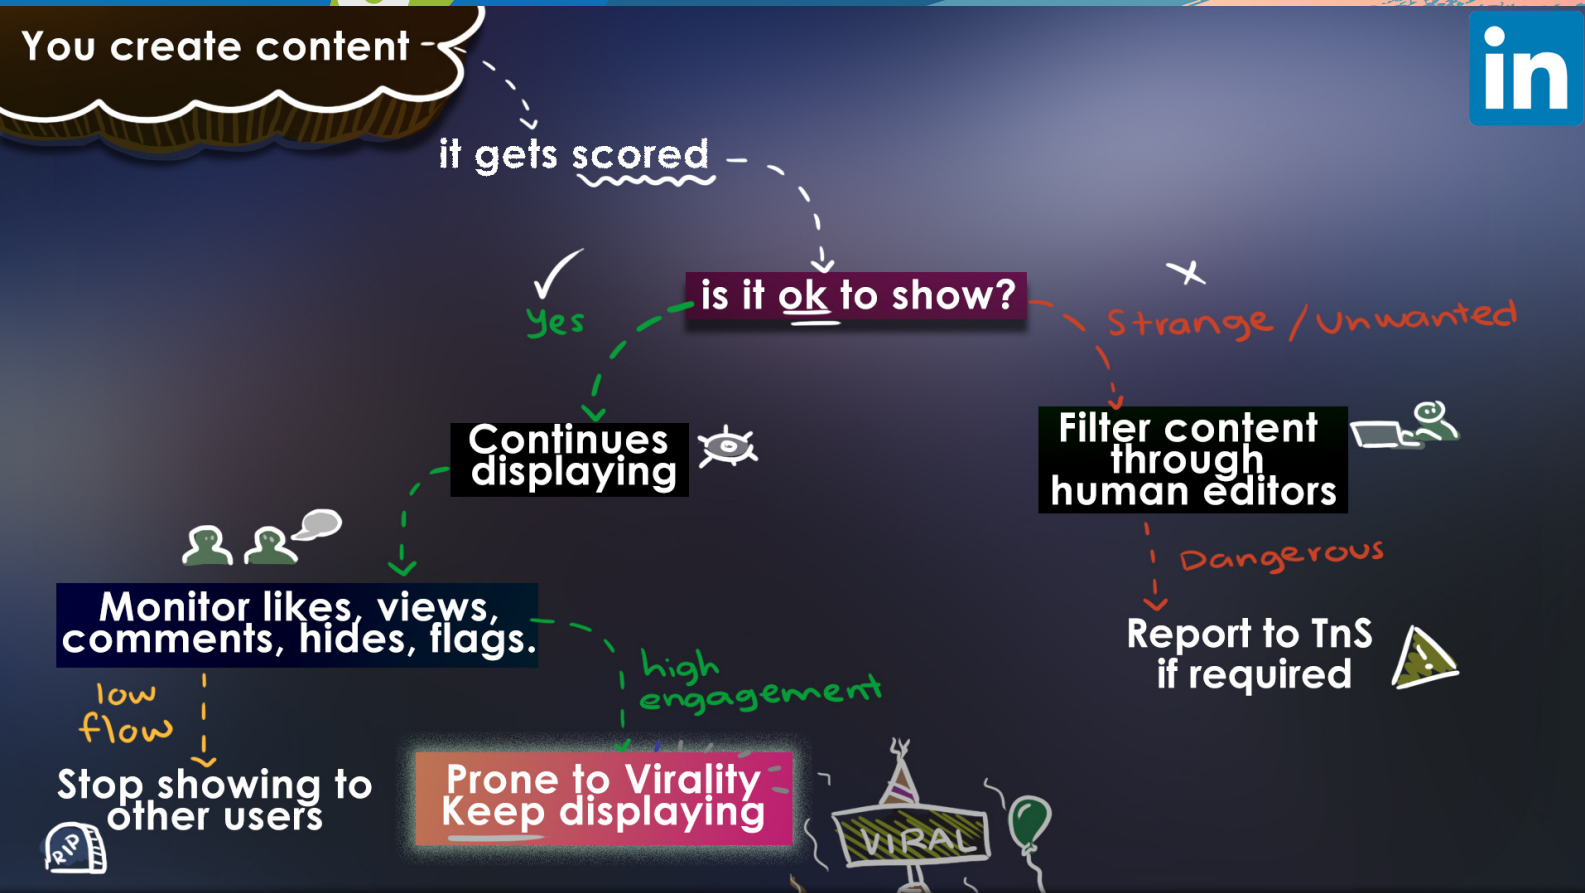 You create content
in
it gets scored
is it ok to show?
yes
Strange / Unwanted
Continues
displaying
Filter content
through
human editors
Dangerous
Monitor likes, views,
comments, hides, flags.
Report to TnS
if required
low
flow
high
engagement
Stop showing to
other users
Prone to Virality
Keep displaying
RIP
VIRAL